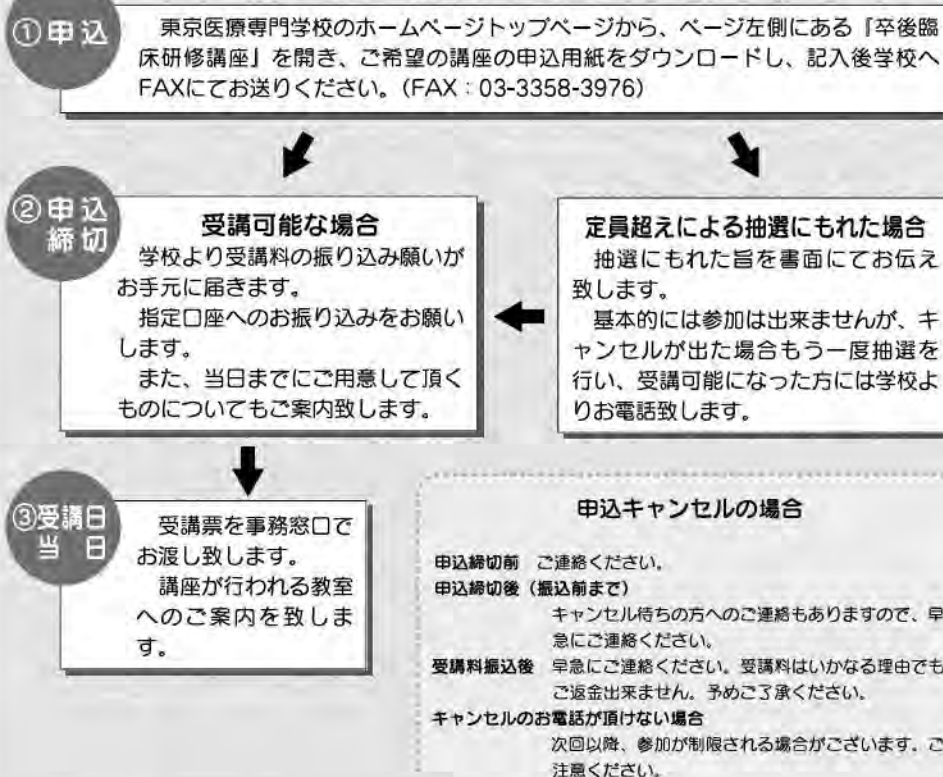 ①申込
東京医療専門学校のホームページトップページから、ページ左側にある『卒後臨
床研修講座』を開き、ご希望の講座の申込用紙をダウンロードし、記入後学校へ
FAXにてお送りください。(FAX：03-3358-3976)
②申込
締切
受講可能な場合
学校より受講料の振り込み願いが
お手元に届きます。
指定口座へのお振り込みをお願い
します。
また、当日までにご用意して頂く
ものについてもご案内致します。
定員超えによる抽選にもれた場合
抽選にもれた旨を書面にてお伝え
致します。
基本的には参加は出来ませんが、キ
ャンセルが出た場合もう一度抽選を
行い、受講可能になった方には学校よ
りお電話致します。
③受講日
当日
受講票を事務窓口で
お渡し致します。
講座が行われる教室
へのご案内を致しま
す。
申込キャンセルの場合
申込締切前 ご連絡ください。
申込締切後（振込前まで）
キャンセル待ちの方へのご連絡もありますので、早
急にご連絡ください。
受講料振込後 早急にご連絡ください。受講料はいかなる理由でも
ご返金出来ません。予めご了承ください。
キャンセルのお電話が頂けない場合
次回以降、参加が制限される場合がございます。ご
注意ください。